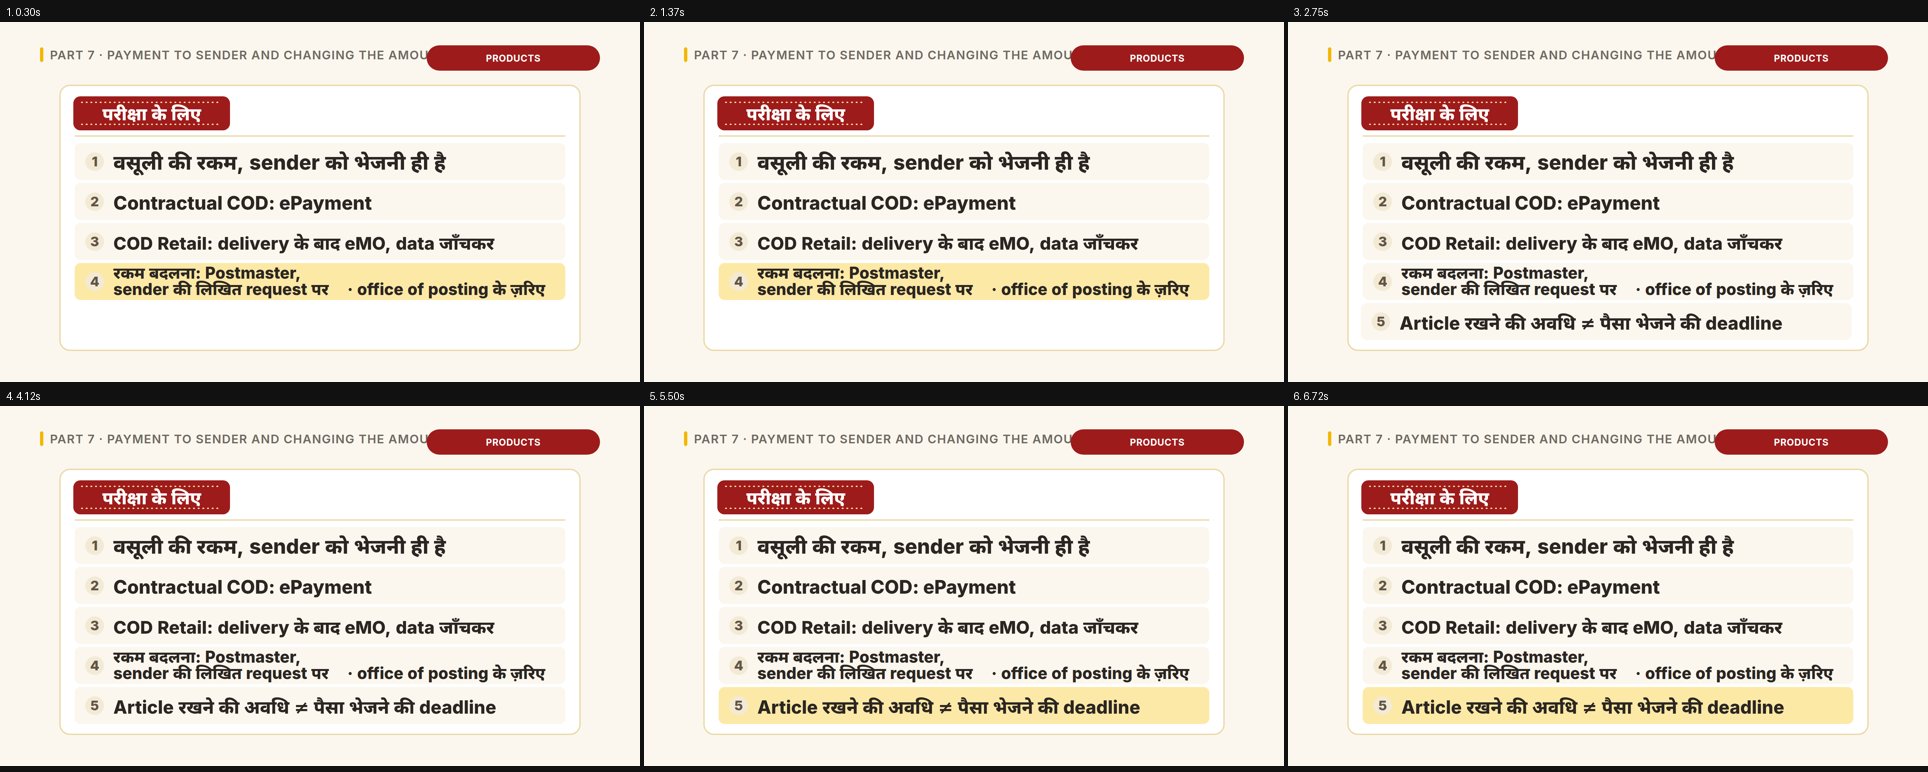 1. 0.30s
PART 7 · PAYMENT TO SENDER AND CHANGING THE AMOU
PRODUCTS
परीक्षा के लिए
1 वसूली की रकम, sender को भेजनी ही है
2 Contractual COD: ePayment
3 COD Retail: delivery के बाद eMO, data जाँचकर
4 रकम बदलना: Postmaster,
sender की लिखित request पर · office of posting के ज़रिए
2. 1.37s
PART 7 · PAYMENT TO SENDER AND CHANGING THE AMOU
PRODUCTS
परीक्षा के लिए
1 वसूली की रकम, sender को भेजनी ही है
2 Contractual COD: ePayment
3 COD Retail: delivery के बाद eMO, data जाँचकर
4 रकम बदलना: Postmaster,
sender की लिखित request पर · office of posting के ज़रिए
3. 2.75s
PART 7 · PAYMENT TO SENDER AND CHANGING THE AMOU
PRODUCTS
परीक्षा के लिए
1 वसूली की रकम, sender को भेजनी ही है
2 Contractual COD: ePayment
3 COD Retail: delivery के बाद eMO, data जाँचकर
4 रकम बदलना: Postmaster,
sender की लिखित request पर · office of posting के ज़रिए
5 Article रखने की अवधि ≠ पैसा भेजने की deadline
4. 4.12s
PART 7 · PAYMENT TO SENDER AND CHANGING THE AMOU
PRODUCTS
परीक्षा के लिए
1 वसूली की रकम, sender को भेजनी ही है
2 Contractual COD: ePayment
3 COD Retail: delivery के बाद eMO, data जाँचकर
4 रकम बदलना: Postmaster,
sender की लिखित request पर · office of posting के ज़रिए
5 Article रखने की अवधि ≠ पैसा भेजने की deadline
5. 5.50s
PART 7 · PAYMENT TO SENDER AND CHANGING THE AMOU
PRODUCTS
परीक्षा के लिए
1 वसूली की रकम, sender को भेजनी ही है
2 Contractual COD: ePayment
3 COD Retail: delivery के बाद eMO, data जाँचकर
4 रकम बदलना: Postmaster,
sender की लिखित request पर · office of posting के ज़रिए
5 Article रखने की अवधि ≠ पैसा भेजने की deadline
6. 6.72s
PART 7 · PAYMENT TO SENDER AND CHANGING THE AMOU
PRODUCTS
परीक्षा के लिए
1 वसूली की रकम, sender को भेजनी ही है
2 Contractual COD: ePayment
3 COD Retail: delivery के बाद eMO, data जाँचकर
4 रकम बदलना: Postmaster,
sender की लिखित request पर · office of posting के ज़रिए
5 Article रखने की अवधि ≠ पैसा भेजने की deadline